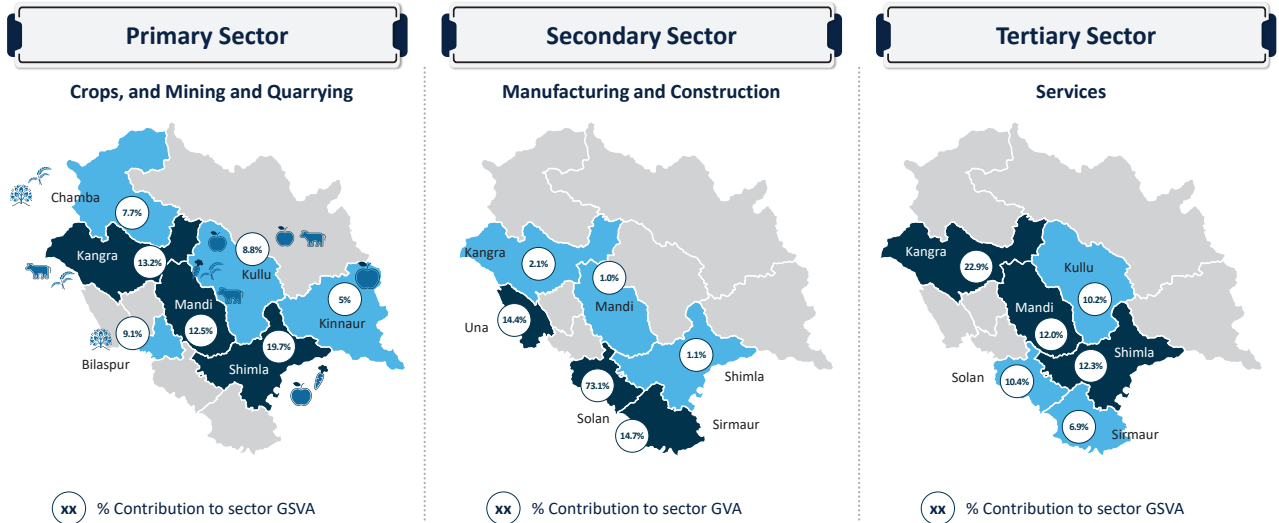 Primary Sector
Crops, and Mining and Quarrying
Chamba
7.7%
Kangra
13.2%
8.8%
Kullu
5%
Kinnaur
Mandi
12.5%
9.1%
Bilaspur
19.7%
Shimla
xx % Contribution to sector GSVA
Secondary Sector
Manufacturing and Construction
Kangra
2.1%
1.0%
Mandi
Una
14.4%
1.1%
Shimla
73.1%
Solan
14.7%
Sirmaur
xx % Contribution to sector GVA
Tertiary Sector
Services
Kangra
22.9%
Kullu
10.2%
Mandi
12.0%
Shimla
12.3%
Solan
10.4%
6.9%
Sirmaur
xx % Contribution to sector GSVA